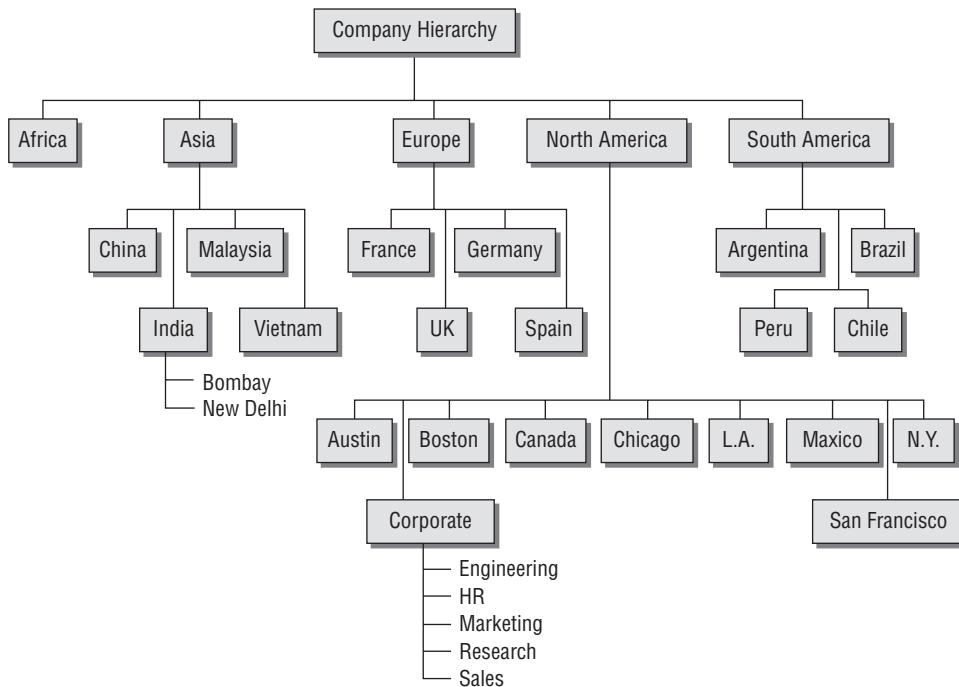 Company Hierarchy
Africa
Asia
Europe
North America
South America
China
Malaysia
France
Germany
Argentina
Brazil
India
Vietnam
UK
Spain
Peru
Chile
Bombay
New Delhi
Austin
Boston
Canada
Chicago
L.A.
Maxico
N.Y.
Corporate
San Francisco
Engineering
HR
Marketing
Research
Sales